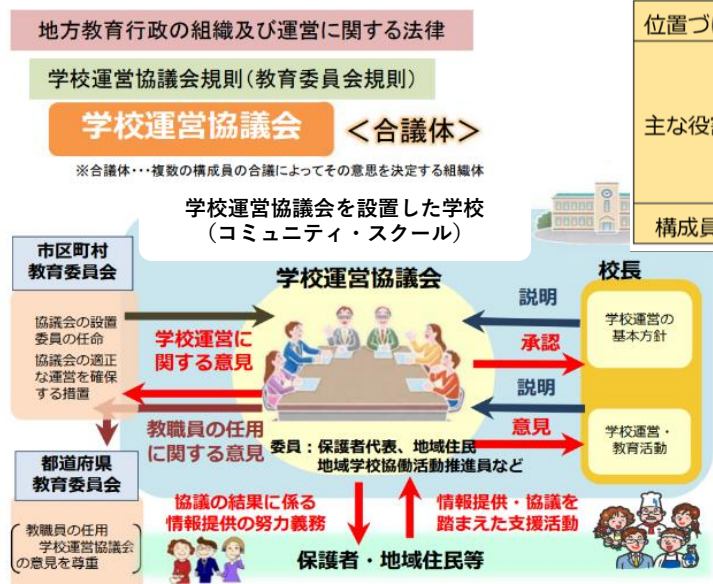 地方教育行政の組織及び運営に関する法律
学校運営協議会規則(教育委員会規則)
学校運営協議会
＜合議体＞
※合議体・・・複数の構成員の合議によってその意思を決定する組織体
学校運営協議会を設置した学校
（コミュニティ・スクール）
位置づ
主な役
構成員
市区町村
教育委員会
協議会の設置
委員の任命
協議会の適正
な運営を確保
する措置
学校運営協議会
学校運営に
関する意見
教職員の任用
に関する意見
委員：保護者代表、地域住民
地域学校協働活動推進員など
説明
承認
説明
意見
校長
学校運営の
基本方針
学校運営・
教育活動
都道府県
教育委員会
教職員の任用
学校運営協議会
の意見を尊重
協議の結果に係る
情報提供の努力義務
情報提供・協議を
踏まえた支援活動
保護者・地域住民等